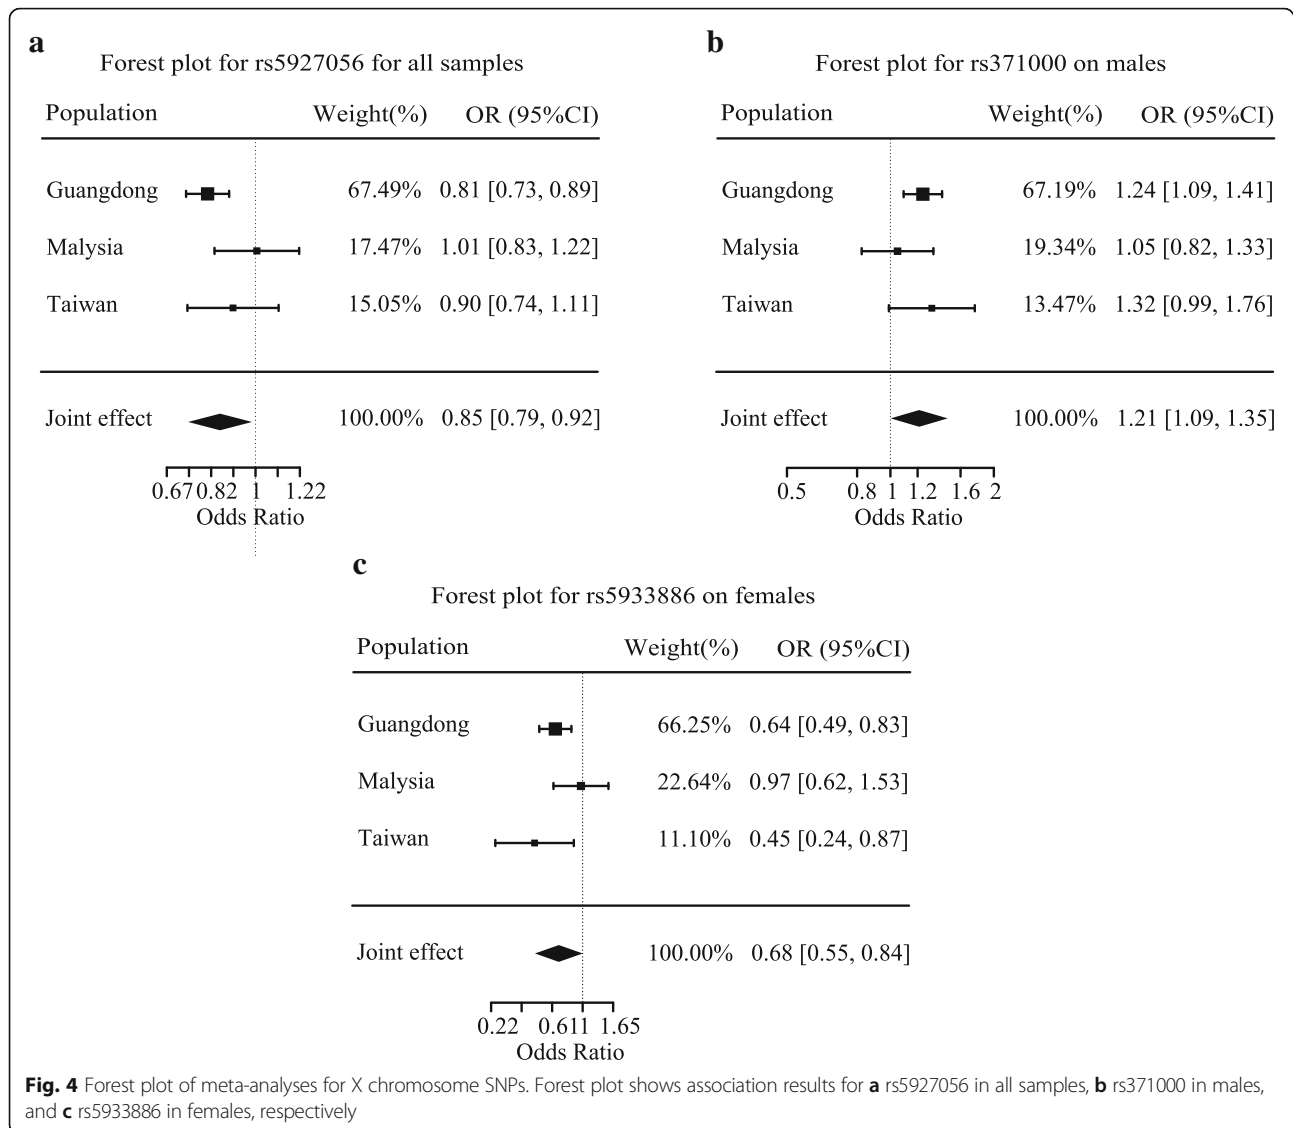 a
Forest plot for rs5927056 for all samples
Population Weight(%) OR (95%CI)
Guangdong 67.49% 0.81 [0.73, 0.89]
Malysia 17.47% 1.01 [0.83, 1.22]
Taiwan 15.05% 0.90 [0.74, 1.11]
Joint effect 100.00% 0.85 [0.79, 0.92]
0.67 0.82 1 1.22
Odds Ratio
b
Forest plot for rs371000 on males
Population Weight(%) OR (95%CI)
Guangdong 67.19% 1.24 [1.09, 1.41]
Malysia 19.34% 1.05 [0.82, 1.33]
Taiwan 13.47% 1.32 [0.99, 1.76]
Joint effect 100.00% 1.21 [1.09, 1.35]
0.5 0.8 1 1.2 1.6 2
Odds Ratio
c
Forest plot for rs5933886 on females
Population Weight(%) OR (95%CI)
Guangdong 66.25% 0.64 [0.49, 0.83]
Malysia 22.64% 0.97 [0.62, 1.53]
Taiwan 11.10% 0.45 [0.24, 0.87]
Joint effect 100.00% 0.68 [0.55, 0.84]
0.22 0.61 1 1.65
Odds Ratio
Fig. 4 Forest plot of meta-analyses for X chromosome SNPs. Forest plot shows association results for a rs5927056 in all samples, b rs371000 in males,
and c rs5933886 in females, respectively